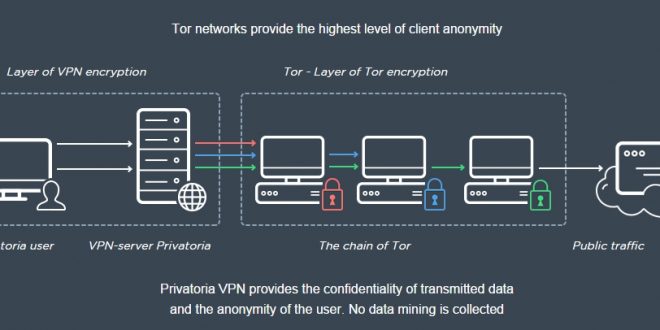 Tor networks provide the highest level of client anonymity
Layer of VPN encryption
Tor - Layer of Tor encryption
toria user
VPN-server Privatoria
The chain of Tor
Public traffic
Privatoria VPN provides the confidentiality of transmitted data
and the anonymity of the user. No data mining is collected